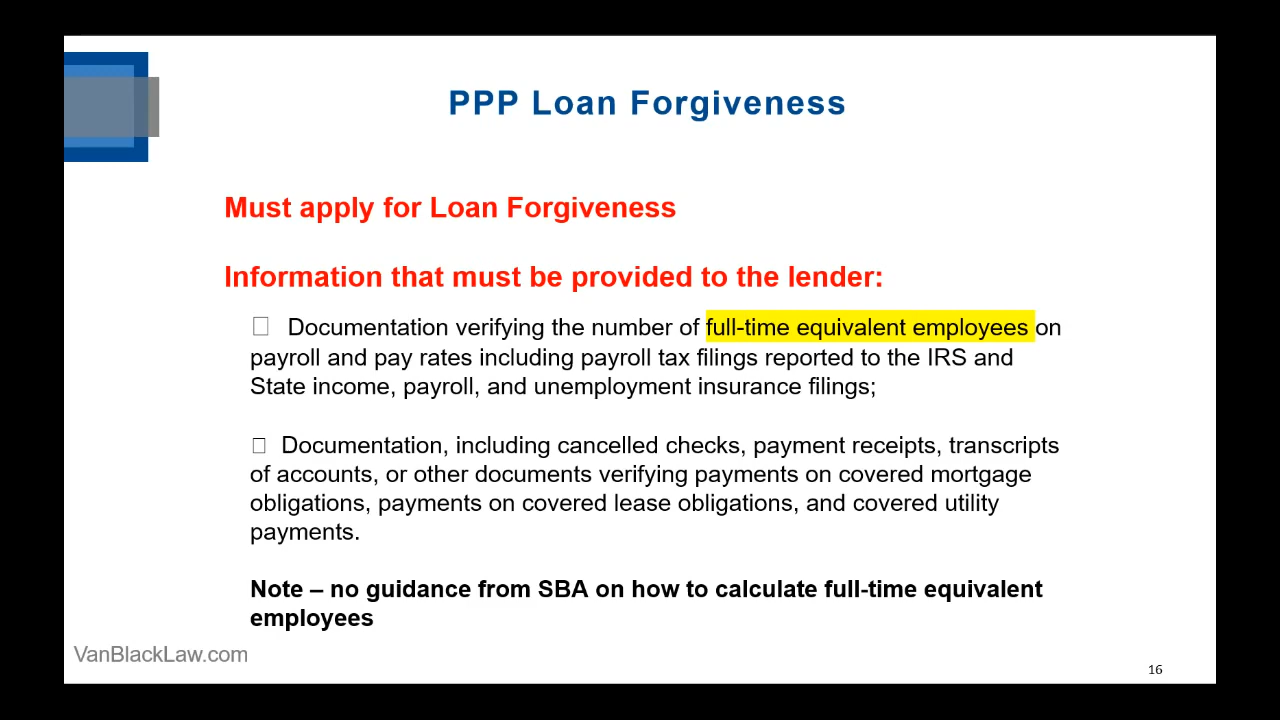 PPP Loan Forgiveness
Must apply for Loan Forgiveness
Information that must be provided to the lender:
Documentation verifying the number of full-time equivalent employees on
payroll and pay rates including payroll tax filings reported to the IRS and
State income, payroll, and unemployment insurance filings;
Documentation, including cancelled checks, payment receipts, transcripts
of accounts, or other documents verifying payments on covered mortgage
obligations, payments on covered lease obligations, and covered utility
payments.
Note – no guidance from SBA on how to calculate full-time equivalent
employees
VanBlackLaw.com
16